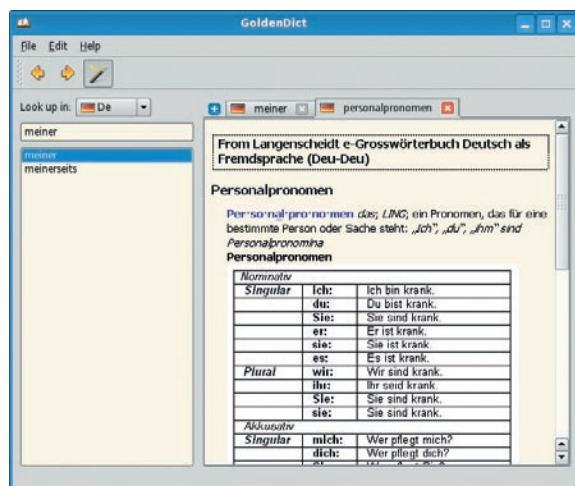 GoldenDict
File Edit Help
Look up in: De
meiner personalpronomen
meiner
meiner
meinerseits
From Langenscheidt e-Grosswörterbuch Deutsch als
Fremdsprache (Deu-Deu)
Personalpronomen
Per·so·nal·pro·no·men das; LING; ein Pronomen, das für eine
bestimmte Person oder Sache steht: „Ich", „du", „ihm" sind
Personalpronomina
Personalpronomen
Nominativ
Singular ich: Ich bin krank.
du: Du bist krank.
Sie: Sie sind krank.
er: Er ist krank.
sie: Sie ist krank.
es: Es ist krank.
Plural wir: Wir sind krank.
ihr: Ihr seid krank.
Sie: Sie sind krank.
sie: Sie sind krank.
Akkusativ
Singular mich: Wer pflegt mich?
dich: Wer pflegt dich?